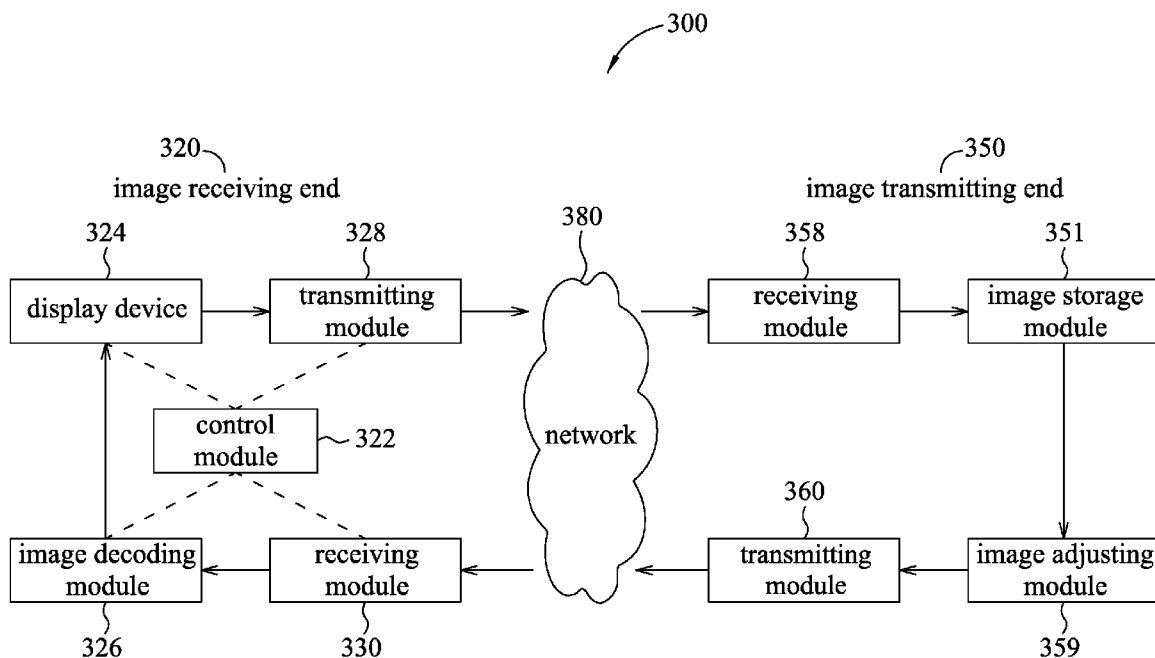 300
320
350
image receiving end
image transmitting end
324
328
380
358
351
display device
transmitting
module
receiving
module
image storage
module
control
module
322
network
360
image decoding
module
receiving
module
transmitting
module
image adjusting
module
326
330
359